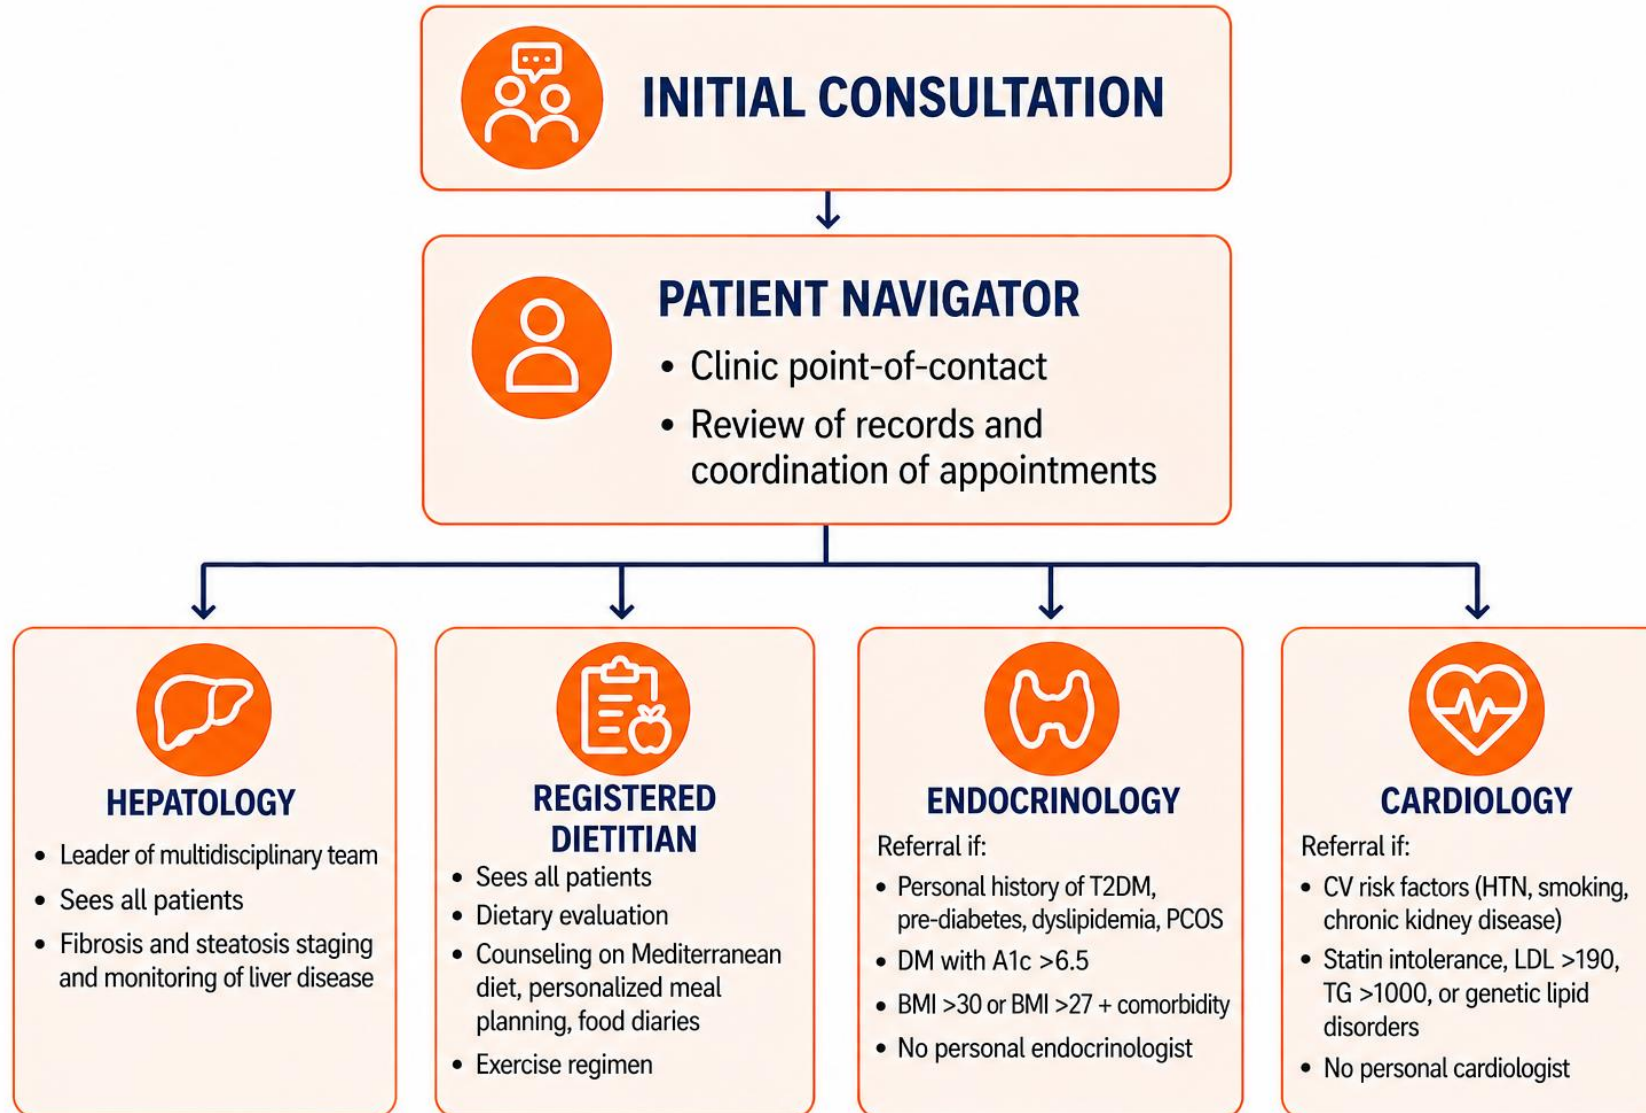 INITIAL CONSULTATION
PATIENT NAVIGATOR
• Clinic point-of-contact
• Review of records and
coordination of appointments
HEPATOLOGY
• Leader of multidisciplinary team
• Sees all patients
• Fibrosis and steatosis staging
and monitoring of liver disease
REGISTERED
DIETITIAN
• Sees all patients
• Dietary evaluation
• Counseling on Mediterranean
diet, personalized meal
planning, food diaries
• Exercise regimen
ENDOCRINOLOGY
Referral if:
• Personal history of T2DM,
pre-diabetes, dyslipidemia, PCOS
• DM with A1c >6.5
• BMI >30 or BMI >27 + comorbidity
• No personal endocrinologist
CARDIOLOGY
Referral if:
• CV risk factors (HTN, smoking,
chronic kidney disease)
• Statin intolerance, LDL >190,
TG >1000, or genetic lipid
disorders
• No personal cardiologist